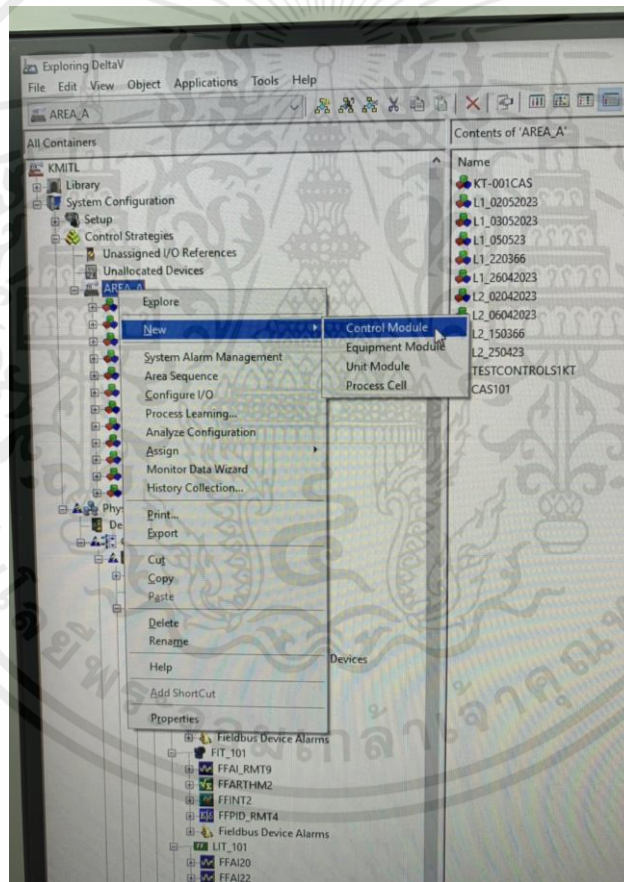 Exploring DeltaV
File Edit View Object Applications Tools Help
AREA_A
All Containers
Contents of 'AREA_A'
KMITL
Library
System Configuration
Setup
Control Strategies
Unassigned I/O References
Unallocated Devices
AREA_A
Explore
New
System Alarm Management
Area Sequence
Configure I/O
Process Learning...
Analyze Configuration
Assign
Monitor Data Wizard
History Collection...
Print...
Export
Cut
Copy
Paste
Delete
Rename
Help
Add ShortCut
Properties
Control Module
Equipment Module
Unit Module
Process Cell
Name
KT-001CAS
L1_02052023
L1_03052023
L1_050523
L1_220366
L1_26042023
L2_02042023
L2_06042023
L2_150366
L2_250423
TESTCONTROLS1KT
CAS101
Phy
De
Devices
Fieldbus Device Alarms
FIT_101
FFAI_RMT9
FFARTHM2
FFINT2
FFPID_RMT4
Fieldbus Device Alarms
LIT_101
FFAI20
FFAI22